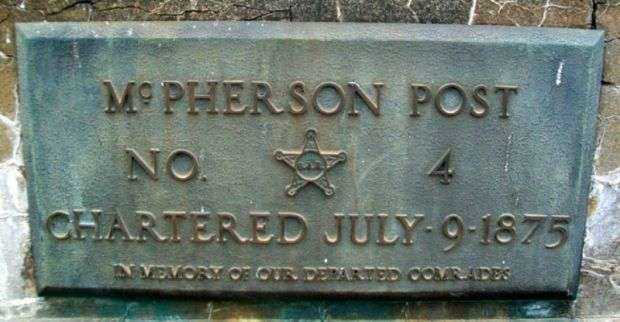 McPHERSON POST
NO. 4
CHARTERED JULY-9-1875
IN MEMORY OF OUR DEPARTED COMRADES